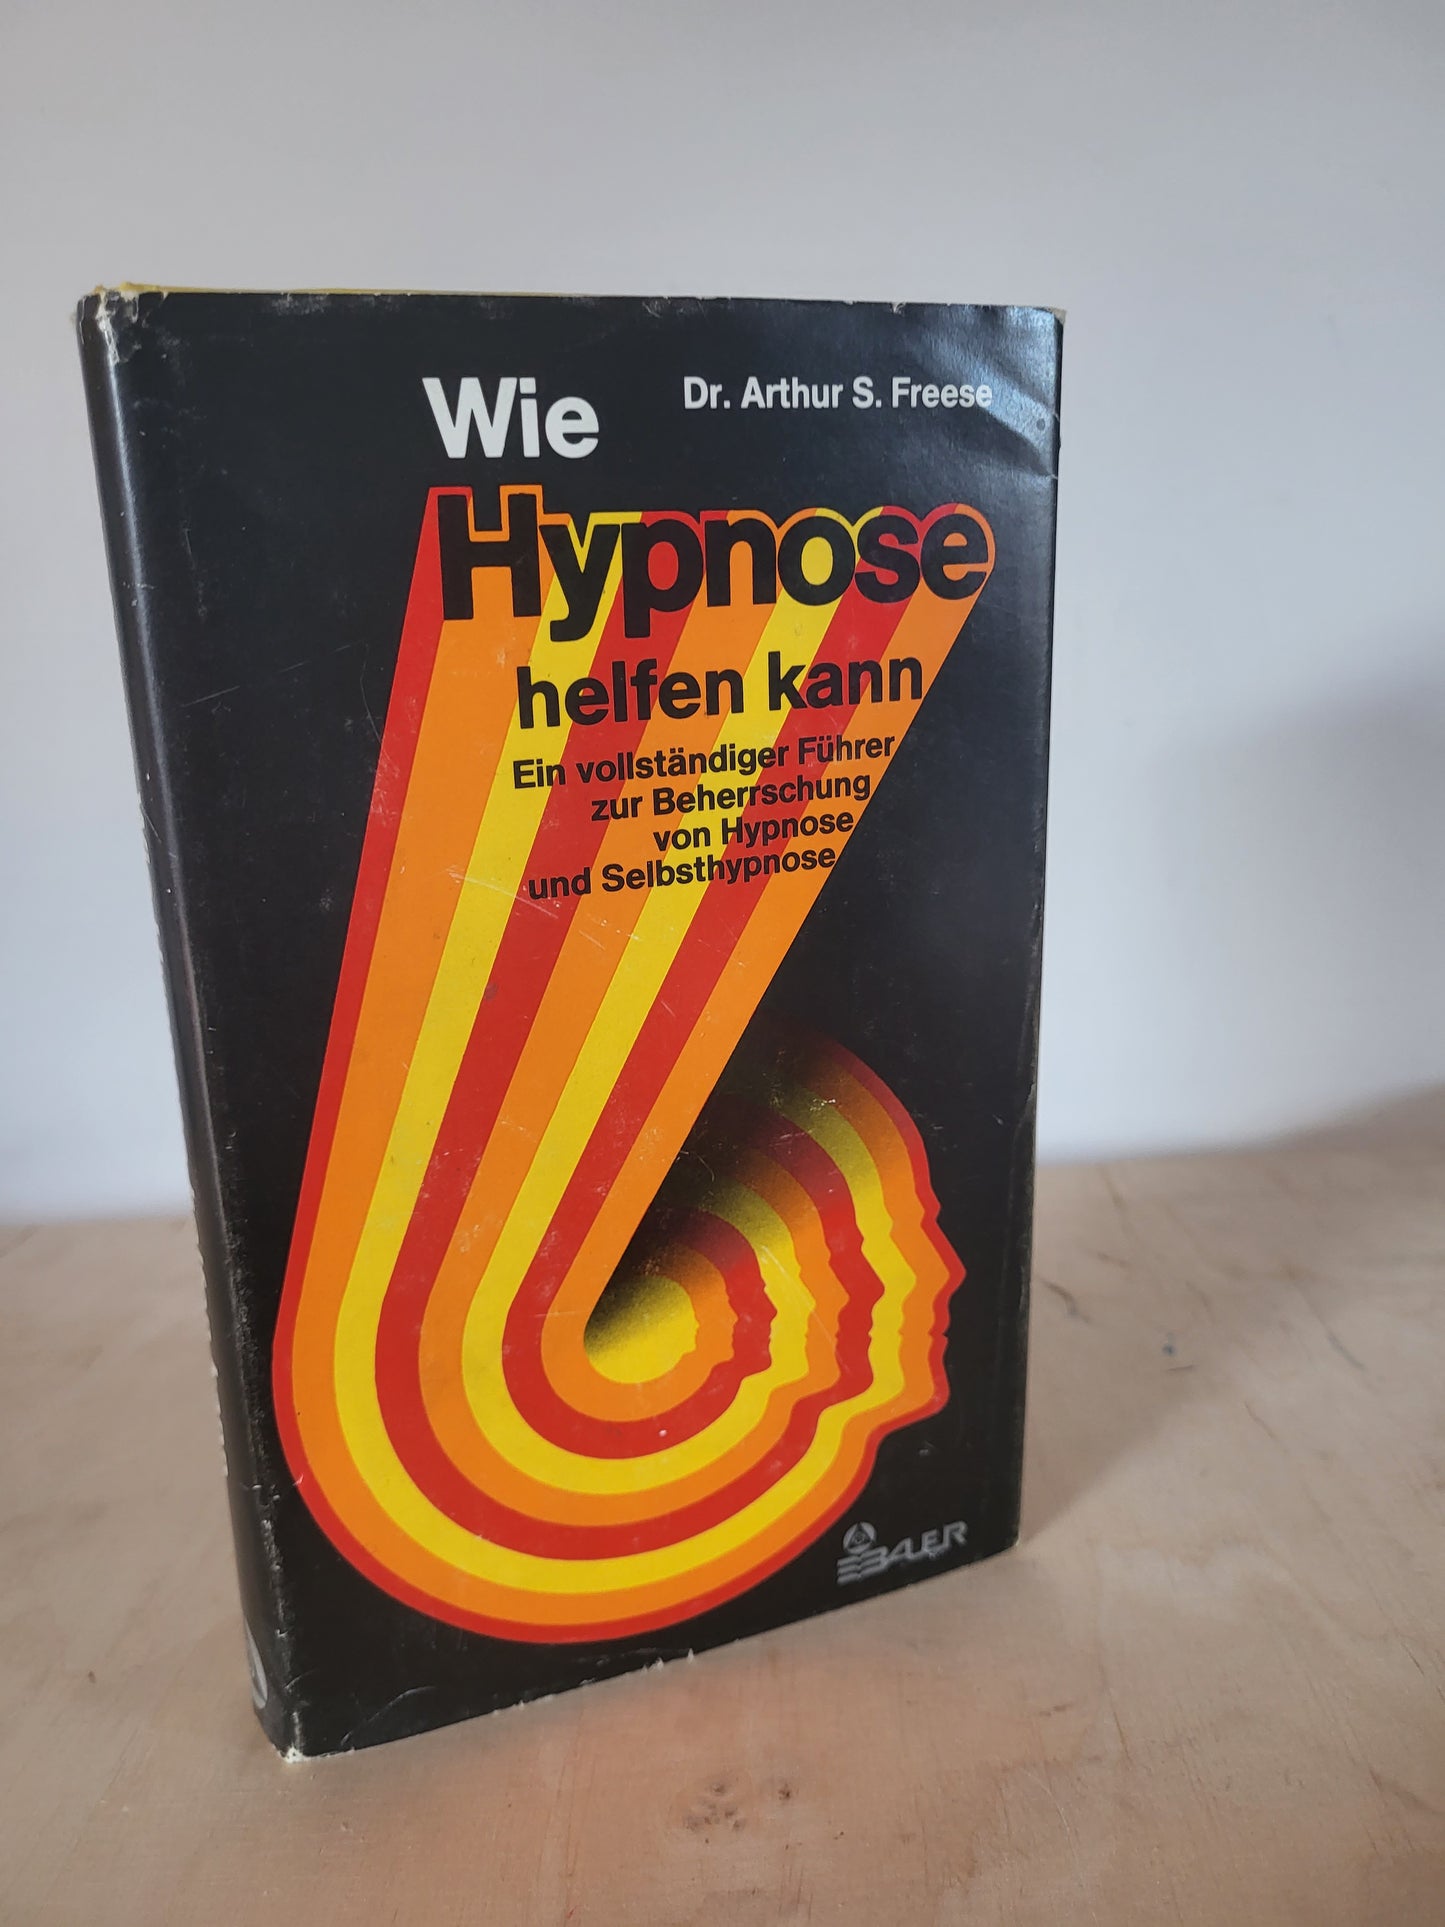 Wie
Dr. Arthur S. Freese
Hypnose
helfen kann
Ein vollständiger Führer
zur Beherrschung
von Hypnose
und Selbsthypnose
BAUER